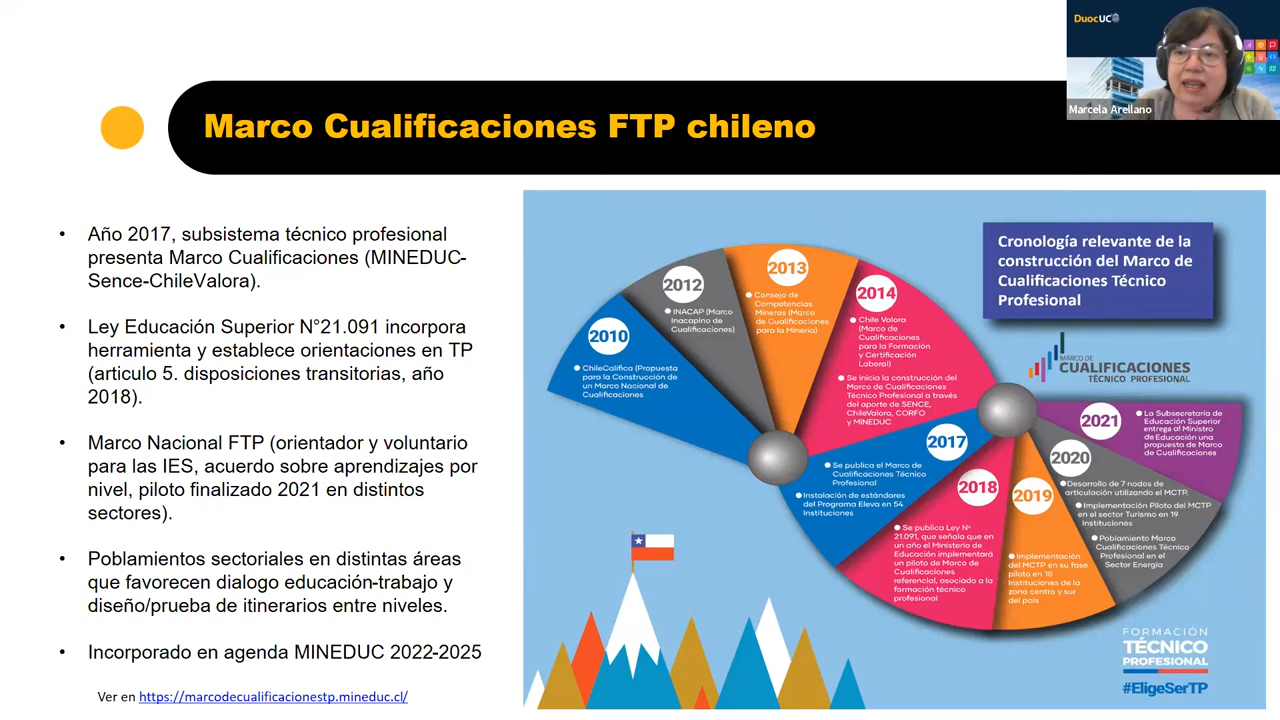 DuocUC
Marcela Arellano
Marco Cualificaciones FTP chileno
• Año 2017, subsistema técnico profesional
presenta Marco Cualificaciones (MINEDUC-
Sence-ChileValora).
• Ley Educación Superior N°21.091 incorpora
herramienta y establece orientaciones en TP
(articulo 5. disposiciones transitorias, año
2018).
• Marco Nacional FTP (orientador y voluntario
para las IES, acuerdo sobre aprendizajes por
nivel, piloto finalizado 2021 en distintos
sectores).
• Poblamientos sectoriales en distintas áreas
que favorecen dialogo educación-trabajo y
diseño/prueba de itinerarios entre niveles.
• Incorporado en agenda MINEDUC 2022-2025
Ver en https://marcodecualificacionestp.mineduc.cl/
Cronología relevante de la
construcción del Marco de
Cualificaciones Técnico
Profesional
MARCO DE
CUALIFICACIONES
TÉCNICO PROFESIONAL
2010
ChileCalifica (Propuesta
para la Construcción de
un Marco Nacional de
Cualificaciones
2012
INACAP (Marco
Inacapino de
Cualificaciones)
2013
Consejo de
Competencias
Mineras (Marco
de Cualificaciones
para la Minería)
2014
Chile Valora
(Marco de
Cualificaciones
para la Formación
y Certificación
Laboral)
Se inicia la construcción del
Marco de Cualificaciones
Técnico Profesional a través
del aporte de SENCE,
ChileValora, CORFO
y MINEDUC
2017
Se publica el Marco de
Cualificaciones Técnico
Profesional
Instalación de estándares
del Programa Eleva en 54
Instituciones
2018
Se publica Ley Nº
21.091, que señala que en
un año el Ministerio de
Educación implementará
un piloto de Marco de
Cualificaciones
referencial, asociada a la
formación técnico
profesional
2019
Implementación
del MCTP en su fase
piloto en 18
Instituciones de la
zona centro y sur
del país
2020
Desarrollo de 7 nodos de
articulación utilizando el MCTP.
Implementación Piloto del MCTP
en el sector Turismo en 19
Instituciones
Poblamiento Marco
Cualificaciones Técnico
Profesional en el
Sector Energía
2021
La Subsecretaría de
Educación Superior
entrega al Ministro
de Educación una
propuesta de Marco
de Cualificaciones
FORMACIÓN
TÉCNICO
PROFESIONAL
#EligeSerTP